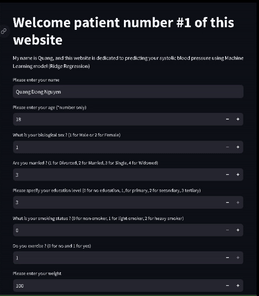 Welcome patient number #1 of this
website
My name is Quang, and this website is dedicated to predicting your systolic blood pressure using Machine
Learning model (Ridge Regression)
Please enter your name
Quang Dong Nguyen
Please enter your age (*number only)
What is your biological sex? (1 for Male or 2 for Female)
1
Are you married? (1 for Divorced, 2 for Married, 3 for Single, 4 for Widowed)
3
Please specify your education level (0 for no education, 1 for primary, 2 for secondary, 3 tertiary)
3
What is your smoking status? (0 for non-smoker, 1 for light smoker, 2 for heavy smoker)
0
Do you exercise? (0 for no and 1 for yes)
1
Please enter your weight